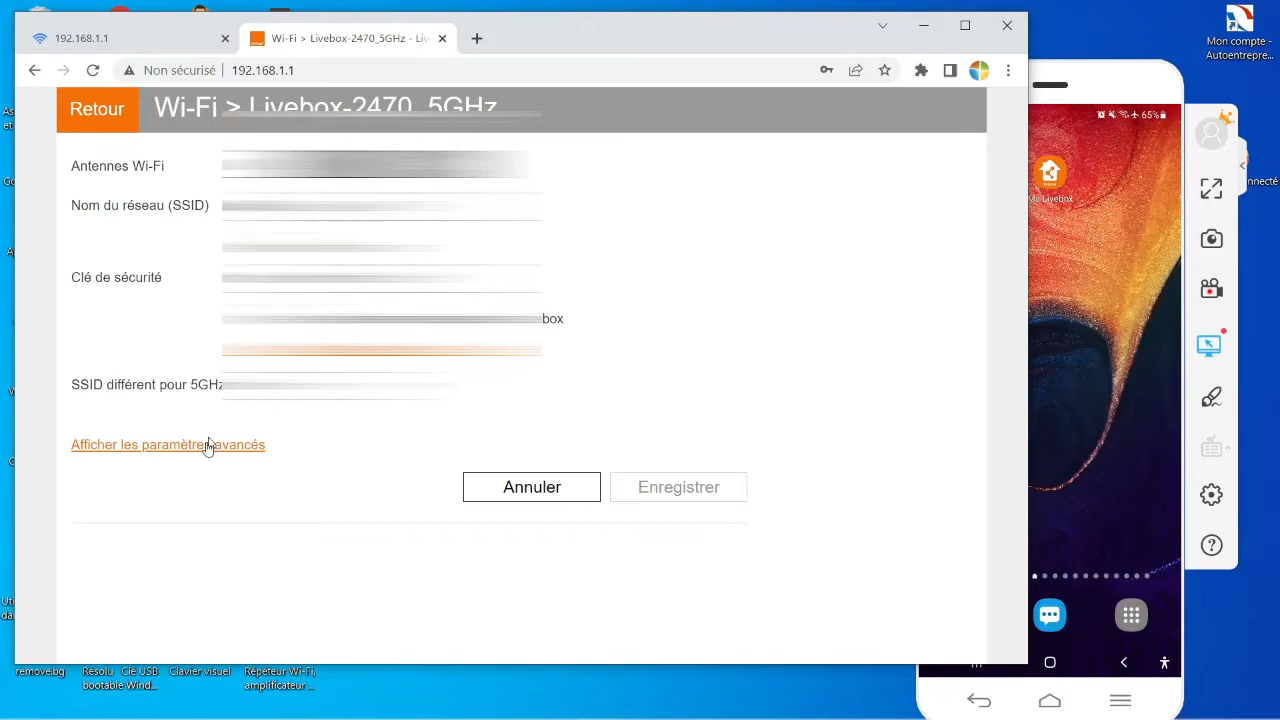 192.168.1.1
Wi-Fi > Livebox-2470_5GHz - Liv
Non sécurisé
192.168.1.1
Retour
Wi-Fi > Livebox-2470_5GHz
Antennes Wi-Fi
Nom du réseau (SSID)
Clé de sécurité
box
SSID différent pour 5GHz
Afficher les paramètres avancés
Annuler
Enregistrer
Mon compte -
Autoentrepre...
65%
Ma Livebox
nnecté
remove.bg
Résolu Clé USB
bootable Wind...
Clavier visuel
Répéteur Wi-Fi,
amplificateur ...